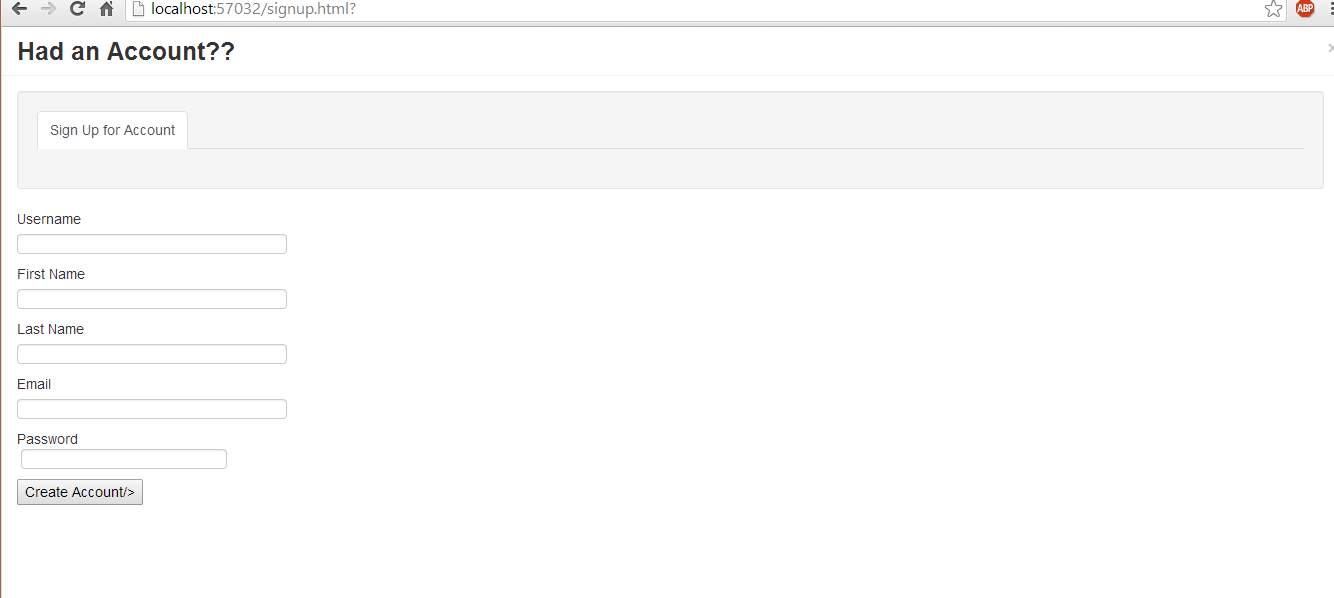 localhost:57032/signup.html?
ABP
Had an Account??
×
Sign Up for Account
Username
First Name
Last Name
Email
Password
Create Account/>